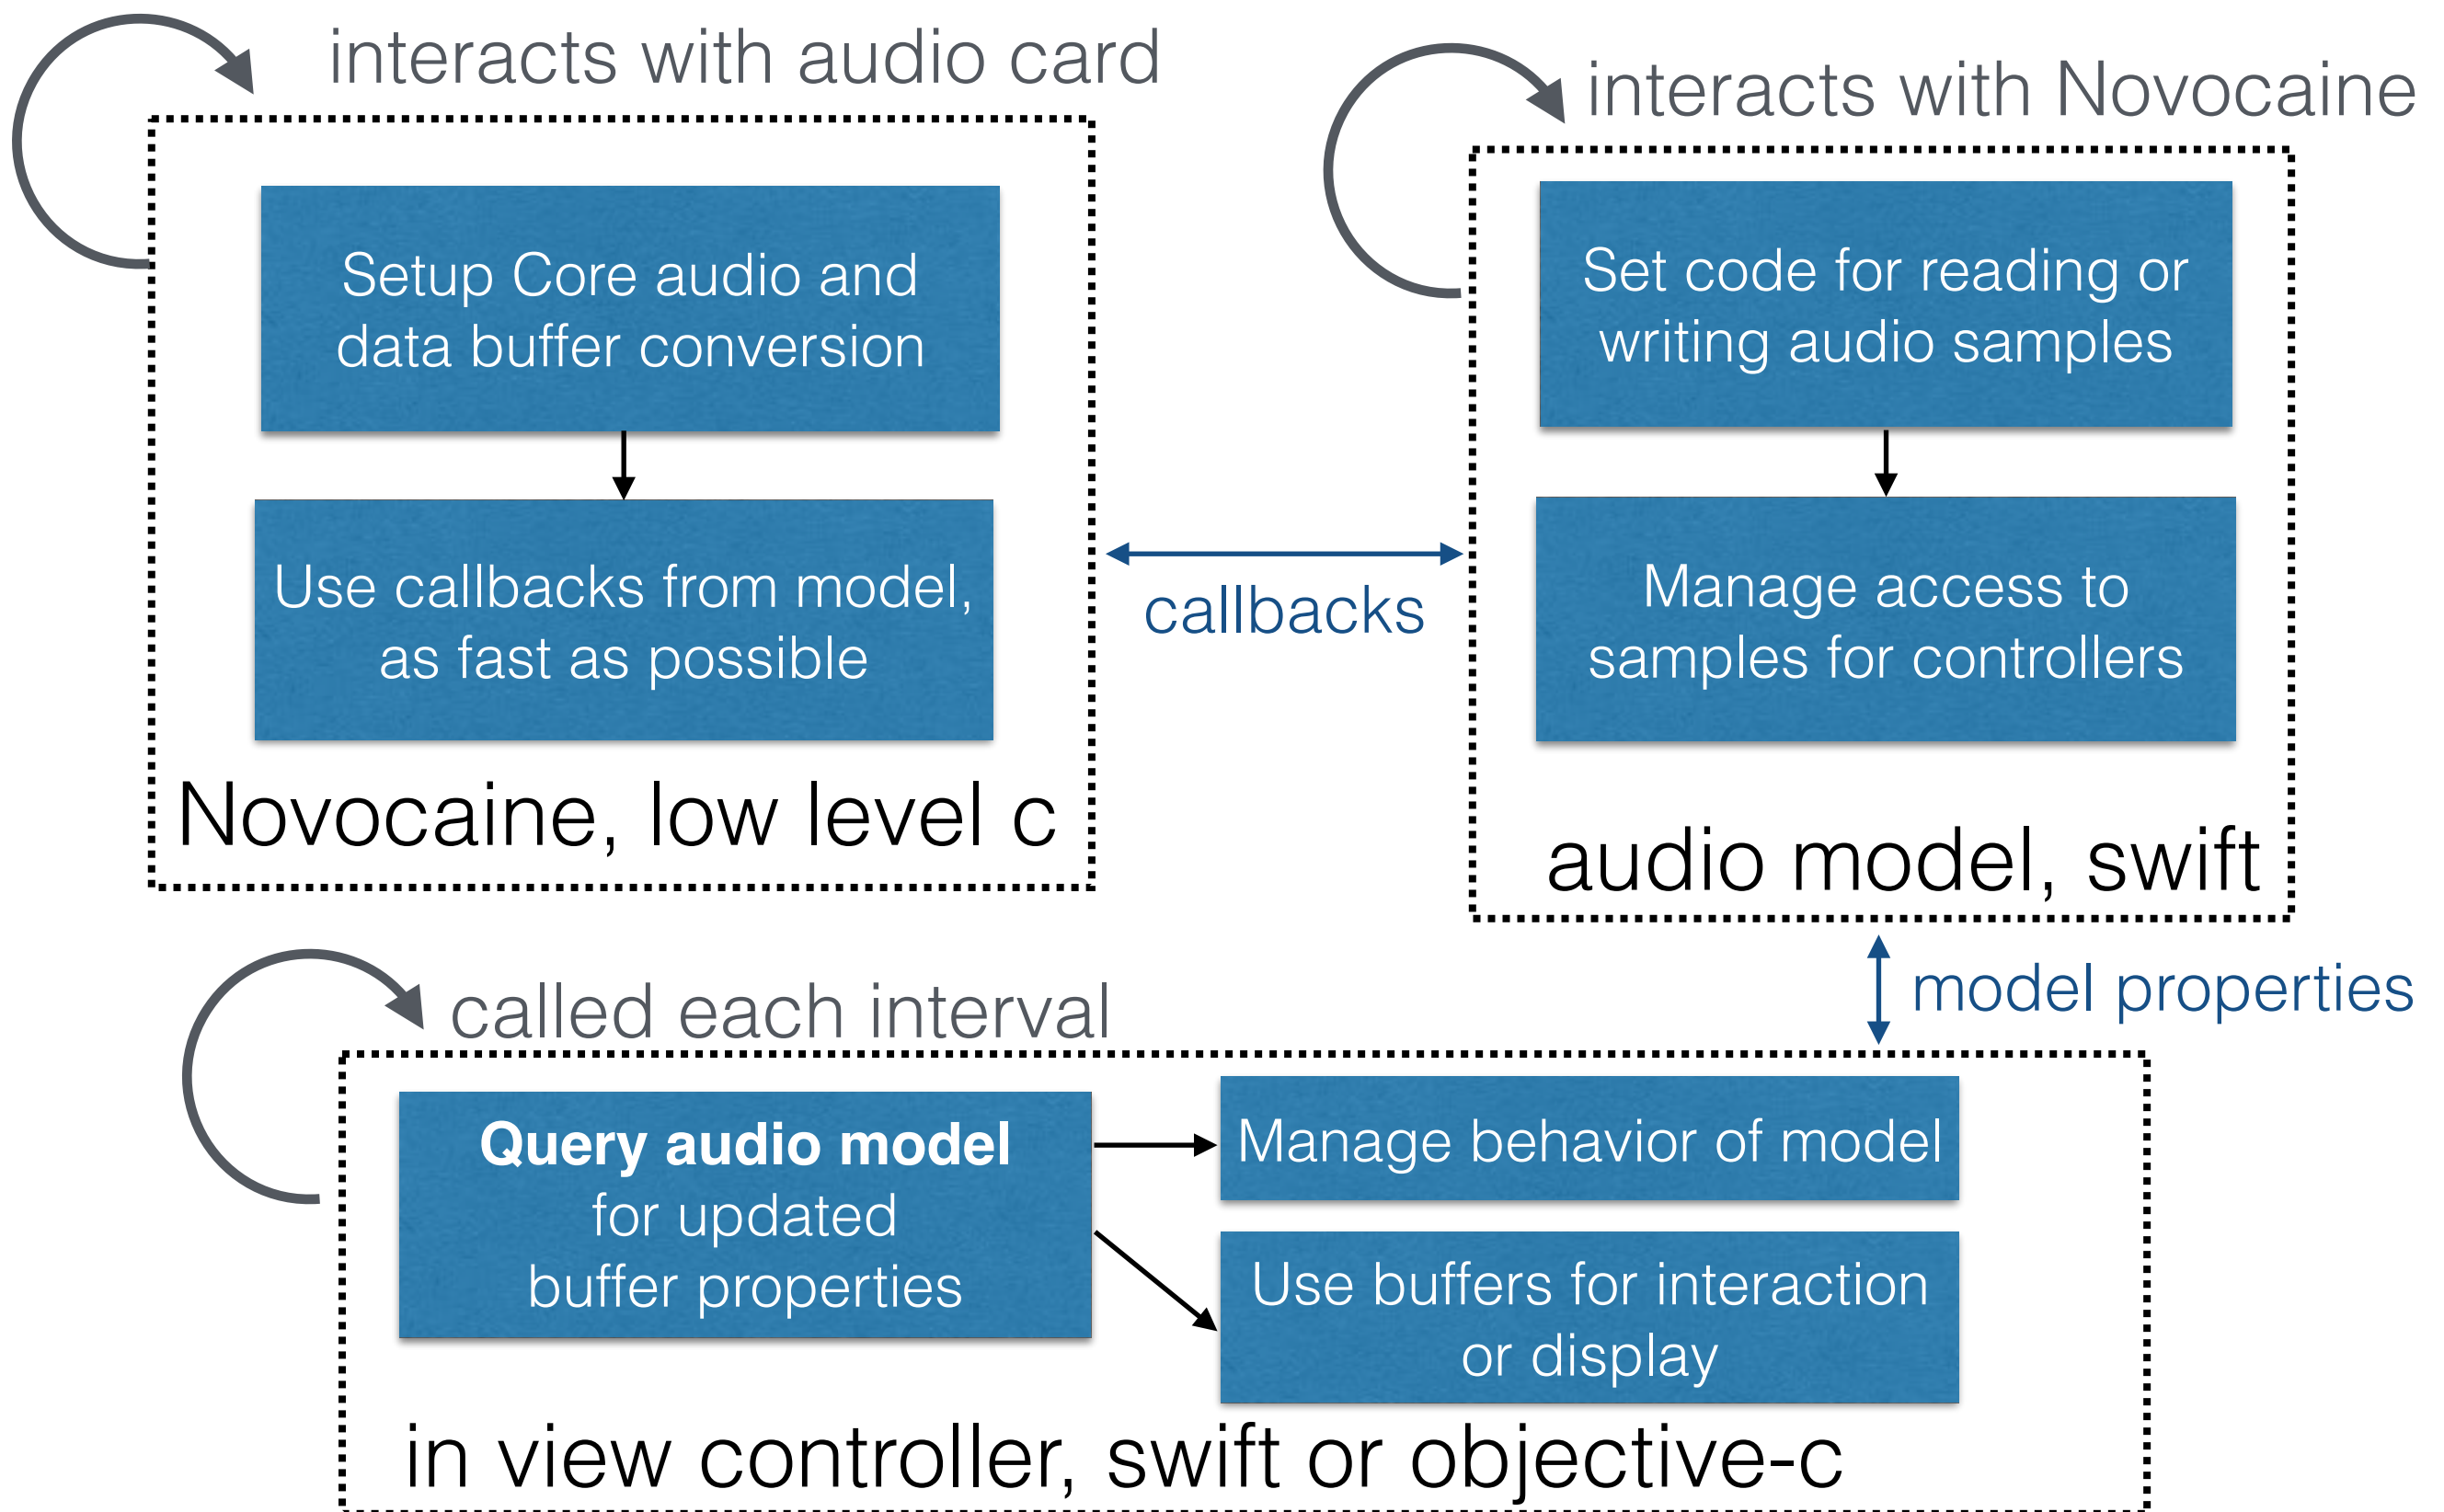 interacts with audio card
Setup Core audio and
data buffer conversion
Use callbacks from model,
as fast as possible
Novocaine, low level c
callbacks
interacts with Novocaine
Set code for reading or
writing audio samples
Manage access to
samples for controllers
audio model, swift
model properties
called each interval
Query audio model
for updated
buffer properties
Manage behavior of model
Use buffers for interaction
or display
in view controller, swift or objective-c